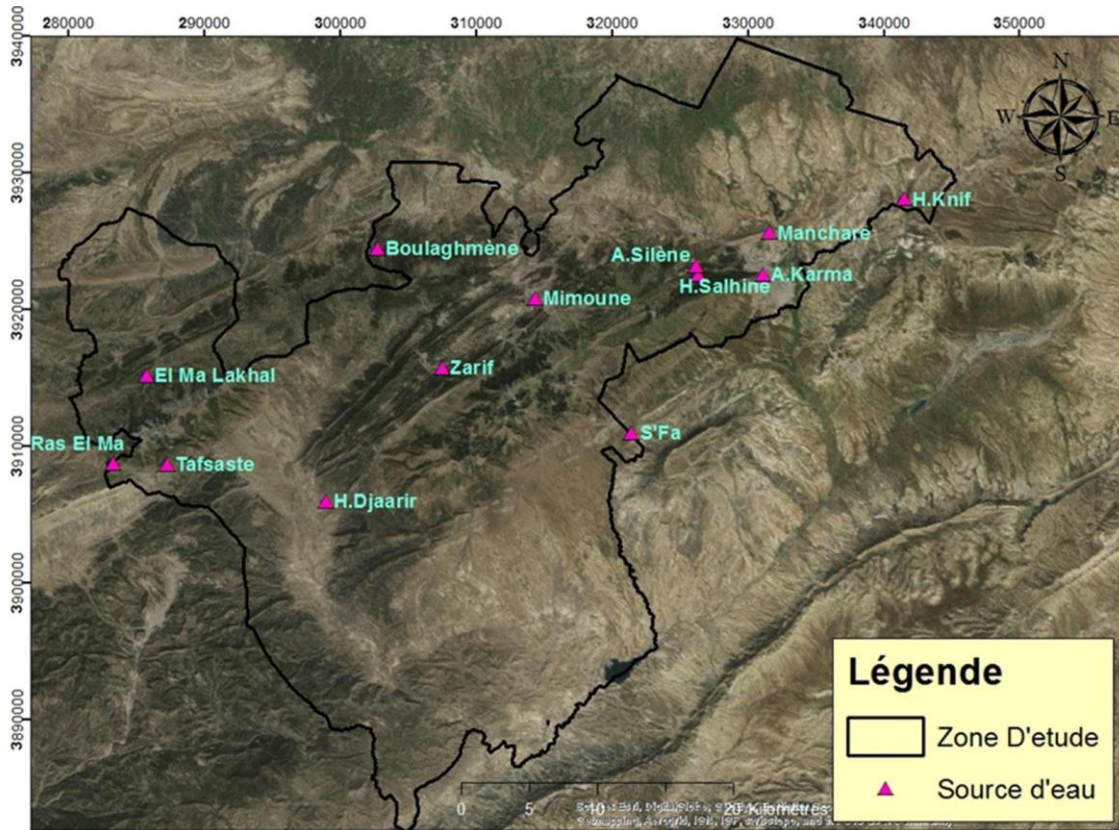 280000 290000 300000 310000 320000 330000 340000 350000
3940000
3930000
3920000
3910000
3900000
3890000
N
W E
S
H.Knif
Manchare
Boulaghmène
A.Silène
A.Karma
H.Salhine
Mimoune
Zarif
El Ma Lakhal
S'Fa
Ras El Ma
Tafsaste
H.Djaarir
0 5 10 20 Kilomètres
Légende
Zone D'etude
Source d'eau